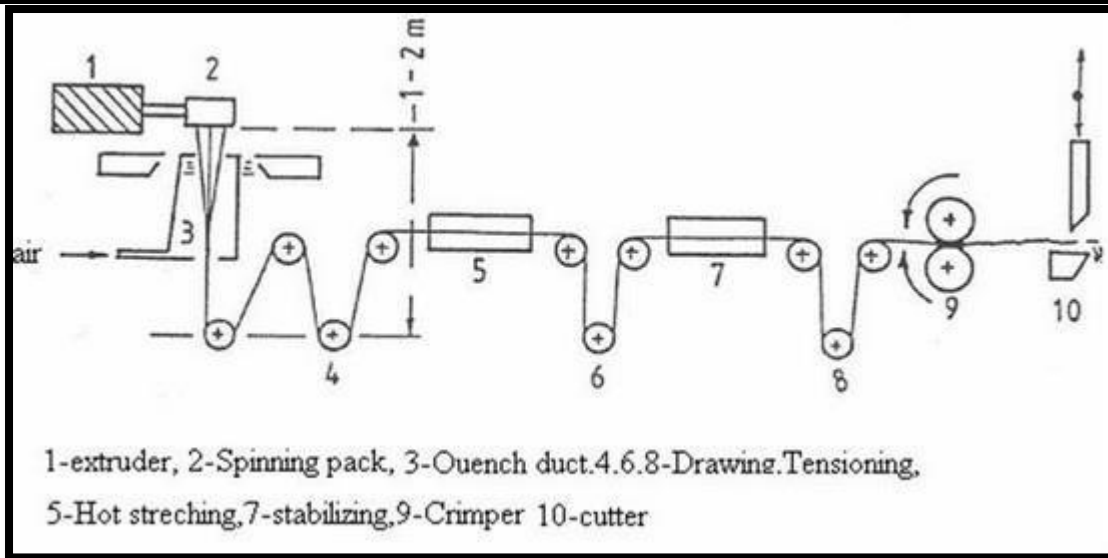 1
2
1 - 2 m
3
air
5
7
9
10
4
6
8
1-extruder, 2-Spinning pack, 3-Ouench duct.4.6.8-Drawing.Tensioning,
5-Hot streching,7-stabilizing,9-Crimper 10-cutter